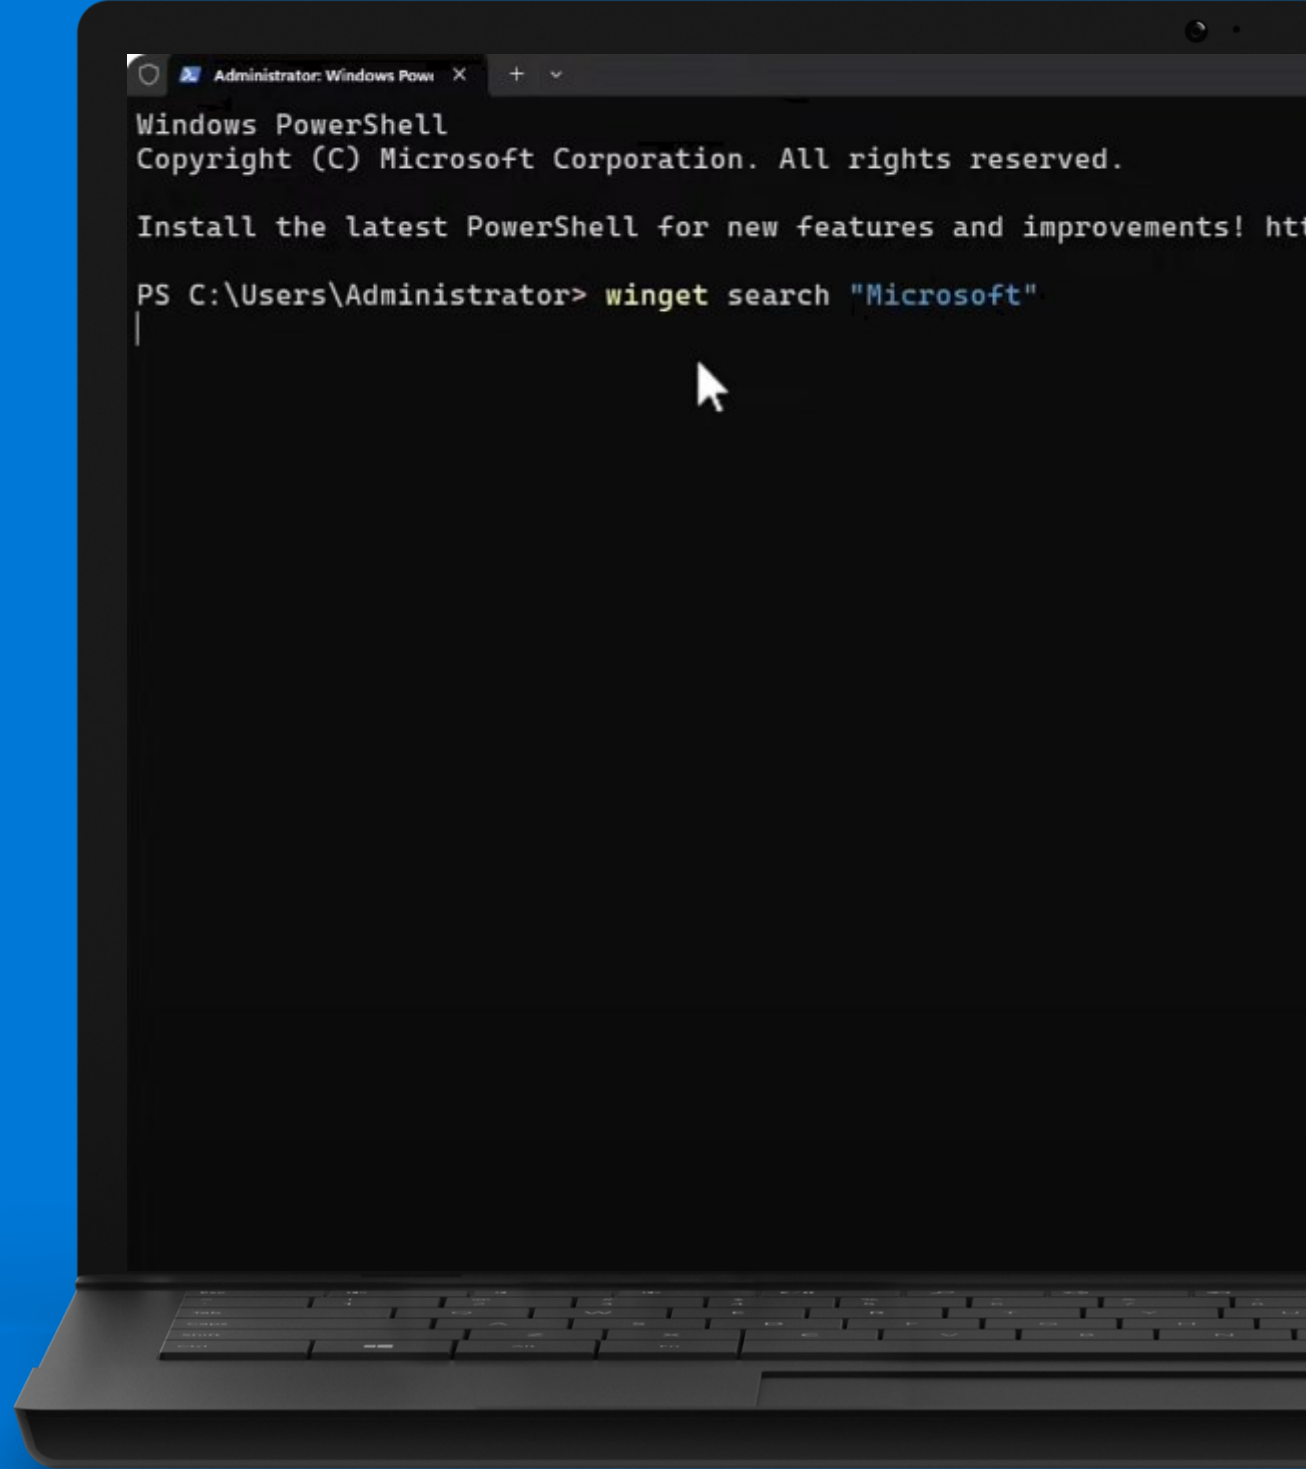 Administrator: Windows Powe
Windows PowerShell
Copyright (C) Microsoft Corporation. All rights reserved.
Install the latest PowerShell for new features and improvements! htt
PS C:\Users\Administrator> winget search "Microsoft"